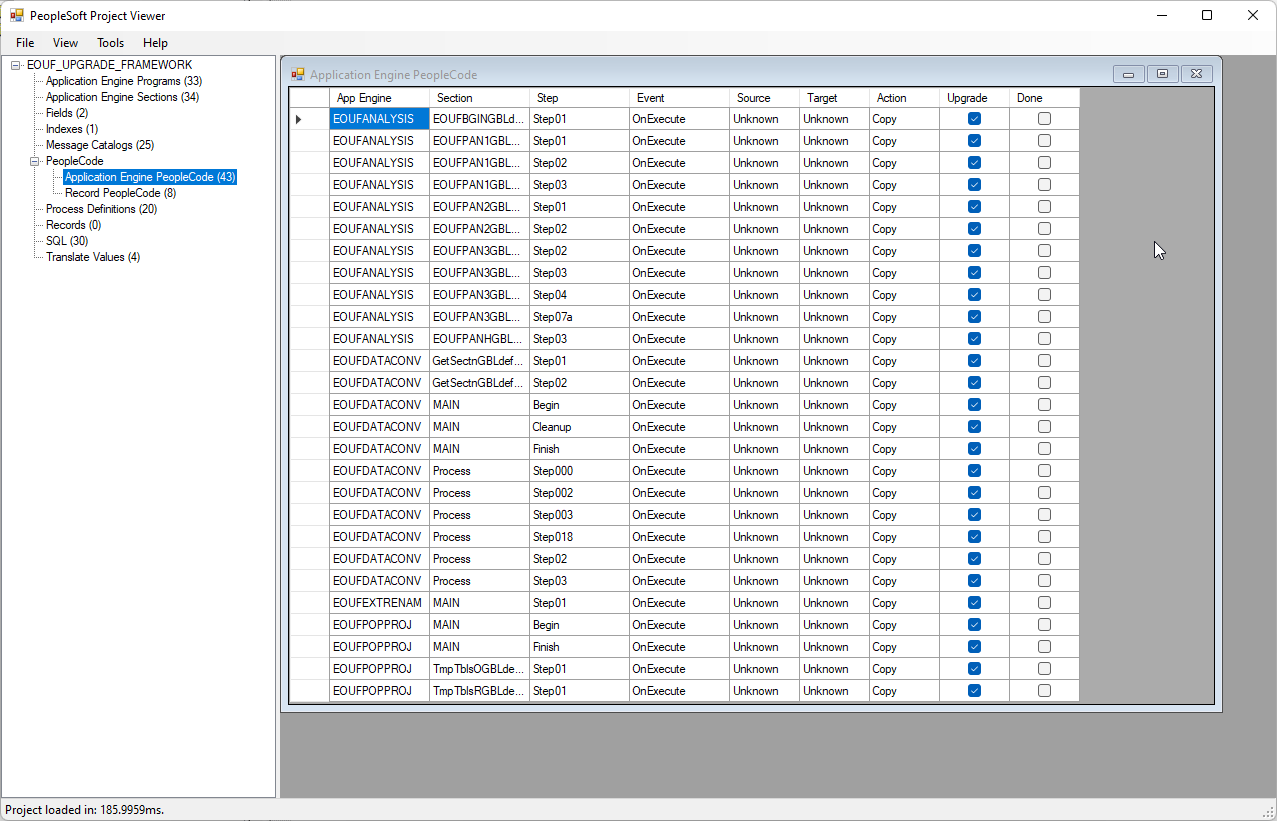 PeopleSoft Project Viewer
File View Tools Help
EOUF_UPGRADE_FRAMEWORK
Application Engine Programs (33)
Application Engine Sections (34)
Fields (2)
Indexes (1)
Message Catalogs (25)
PeopleCode
Application Engine PeopleCode (43)
Record PeopleCode (8)
Process Definitions (20)
Records (0)
SQL (30)
Translate Values (4)
Application Engine PeopleCode
App Engine Section Step Event Source Target Action Upgrade Done
EOUFANALYSIS EOUFBGINGBLd... Step01 OnExecute Unknown Unknown Copy
EOUFANALYSIS EOUFPAN1GBL... Step01 OnExecute Unknown Unknown Copy
EOUFANALYSIS EOUFPAN1GBL... Step02 OnExecute Unknown Unknown Copy
EOUFANALYSIS EOUFPAN1GBL... Step03 OnExecute Unknown Unknown Copy
EOUFANALYSIS EOUFPAN2GBL... Step01 OnExecute Unknown Unknown Copy
EOUFANALYSIS EOUFPAN2GBL... Step02 OnExecute Unknown Unknown Copy
EOUFANALYSIS EOUFPAN3GBL... Step02 OnExecute Unknown Unknown Copy
EOUFANALYSIS EOUFPAN3GBL... Step03 OnExecute Unknown Unknown Copy
EOUFANALYSIS EOUFPAN3GBL... Step04 OnExecute Unknown Unknown Copy
EOUFANALYSIS EOUFPAN3GBL... Step07a OnExecute Unknown Unknown Copy
EOUFANALYSIS EOUFPANHGBL... Step03 OnExecute Unknown Unknown Copy
EOUFDATACONV GetSectnGBLdef... Step01 OnExecute Unknown Unknown Copy
EOUFDATACONV GetSectnGBLdef... Step02 OnExecute Unknown Unknown Copy
EOUFDATACONV MAIN Begin OnExecute Unknown Unknown Copy
EOUFDATACONV MAIN Cleanup OnExecute Unknown Unknown Copy
EOUFDATACONV MAIN Finish OnExecute Unknown Unknown Copy
EOUFDATACONV Process Step000 OnExecute Unknown Unknown Copy
EOUFDATACONV Process Step002 OnExecute Unknown Unknown Copy
EOUFDATACONV Process Step003 OnExecute Unknown Unknown Copy
EOUFDATACONV Process Step018 OnExecute Unknown Unknown Copy
EOUFDATACONV Process Step02 OnExecute Unknown Unknown Copy
EOUFDATACONV Process Step03 OnExecute Unknown Unknown Copy
EOUFEXTRENAM MAIN Step01 OnExecute Unknown Unknown Copy
EOUFPOPPROJ MAIN Begin OnExecute Unknown Unknown Copy
EOUFPOPPROJ MAIN Finish OnExecute Unknown Unknown Copy
EOUFPOPPROJ TmpTblsOGBLde... Step01 OnExecute Unknown Unknown Copy
EOUFPOPPROJ TmpTblsRGBLde... Step01 OnExecute Unknown Unknown Copy
Project loaded in: 185.9959ms.